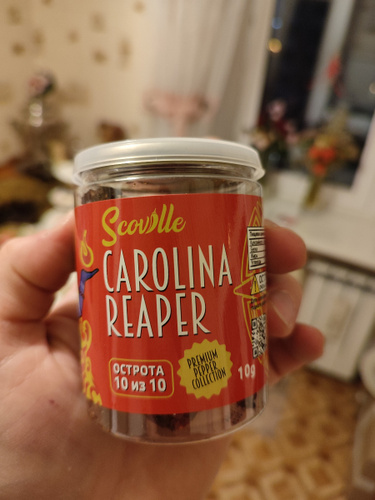 Scoville
CAROLINA
REAPER
ОСТРОТА
10 ИЗ 10
PREMIUM
PEPPER
COLLECTION
10g